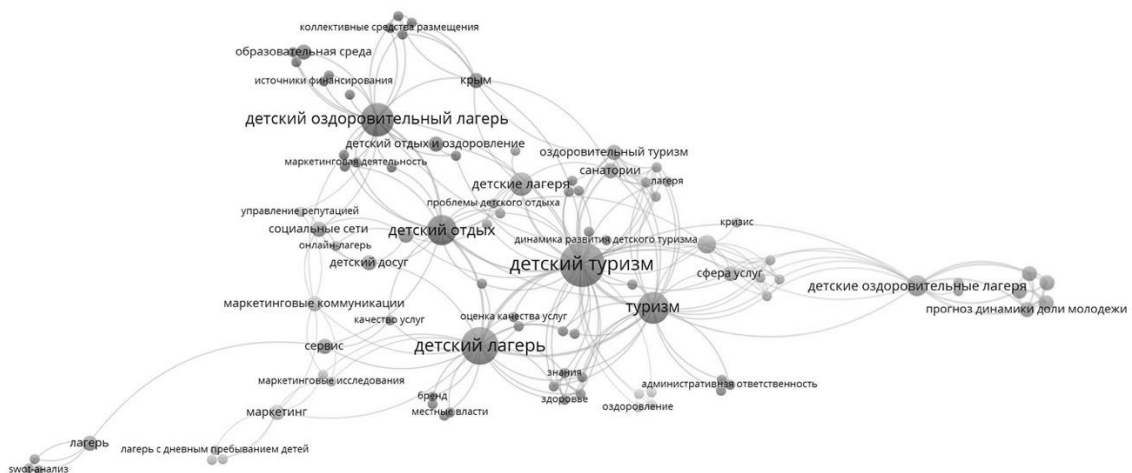 коллективные средства размещения
образовательная среда
источники финансирования
крым
детский оздоровительный лагерь
детский отдых и оздоровление
маркетинговая деятельность
оздоровительный туризм
санатории
лагеря
детские лагеря
проблемы детского отдыха
управление репутацией
социальные сети
детский отдых
кризис
онлайн-лагерь
динамика развития детского туризма
детский досуг
детский туризм
сфера услуг
детские оздоровительные лагеря
маркетинговые коммуникации
туризм
прогноз динамики доли молодежи
качество услуг
оценка качества услуг
сервис
детский лагерь
маркетинговые исследования
знания
административная ответственность
бренд
здоровье
оздоровление
маркетинг
местные власти
лагерь
лагерь с дневным пребыванием детей
swot-анализ